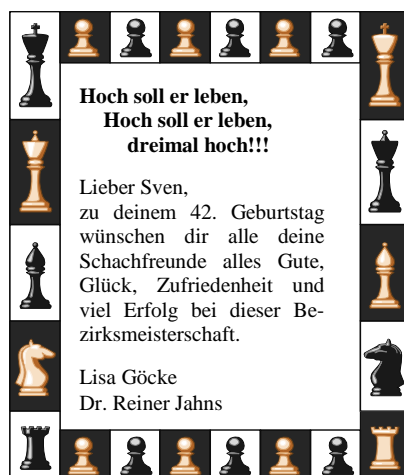 Hoch soll er leben,
Hoch soll er leben,
dreimal hoch!!!
Lieber Sven,
zu deinem 42. Geburtstag
wünschen dir alle deine
Schachfreunde alles Gute,
Glück, Zufriedenheit und
viel Erfolg bei dieser Be-
zirksmeisterschaft.
Lisa Göcke
Dr. Reiner Jahns